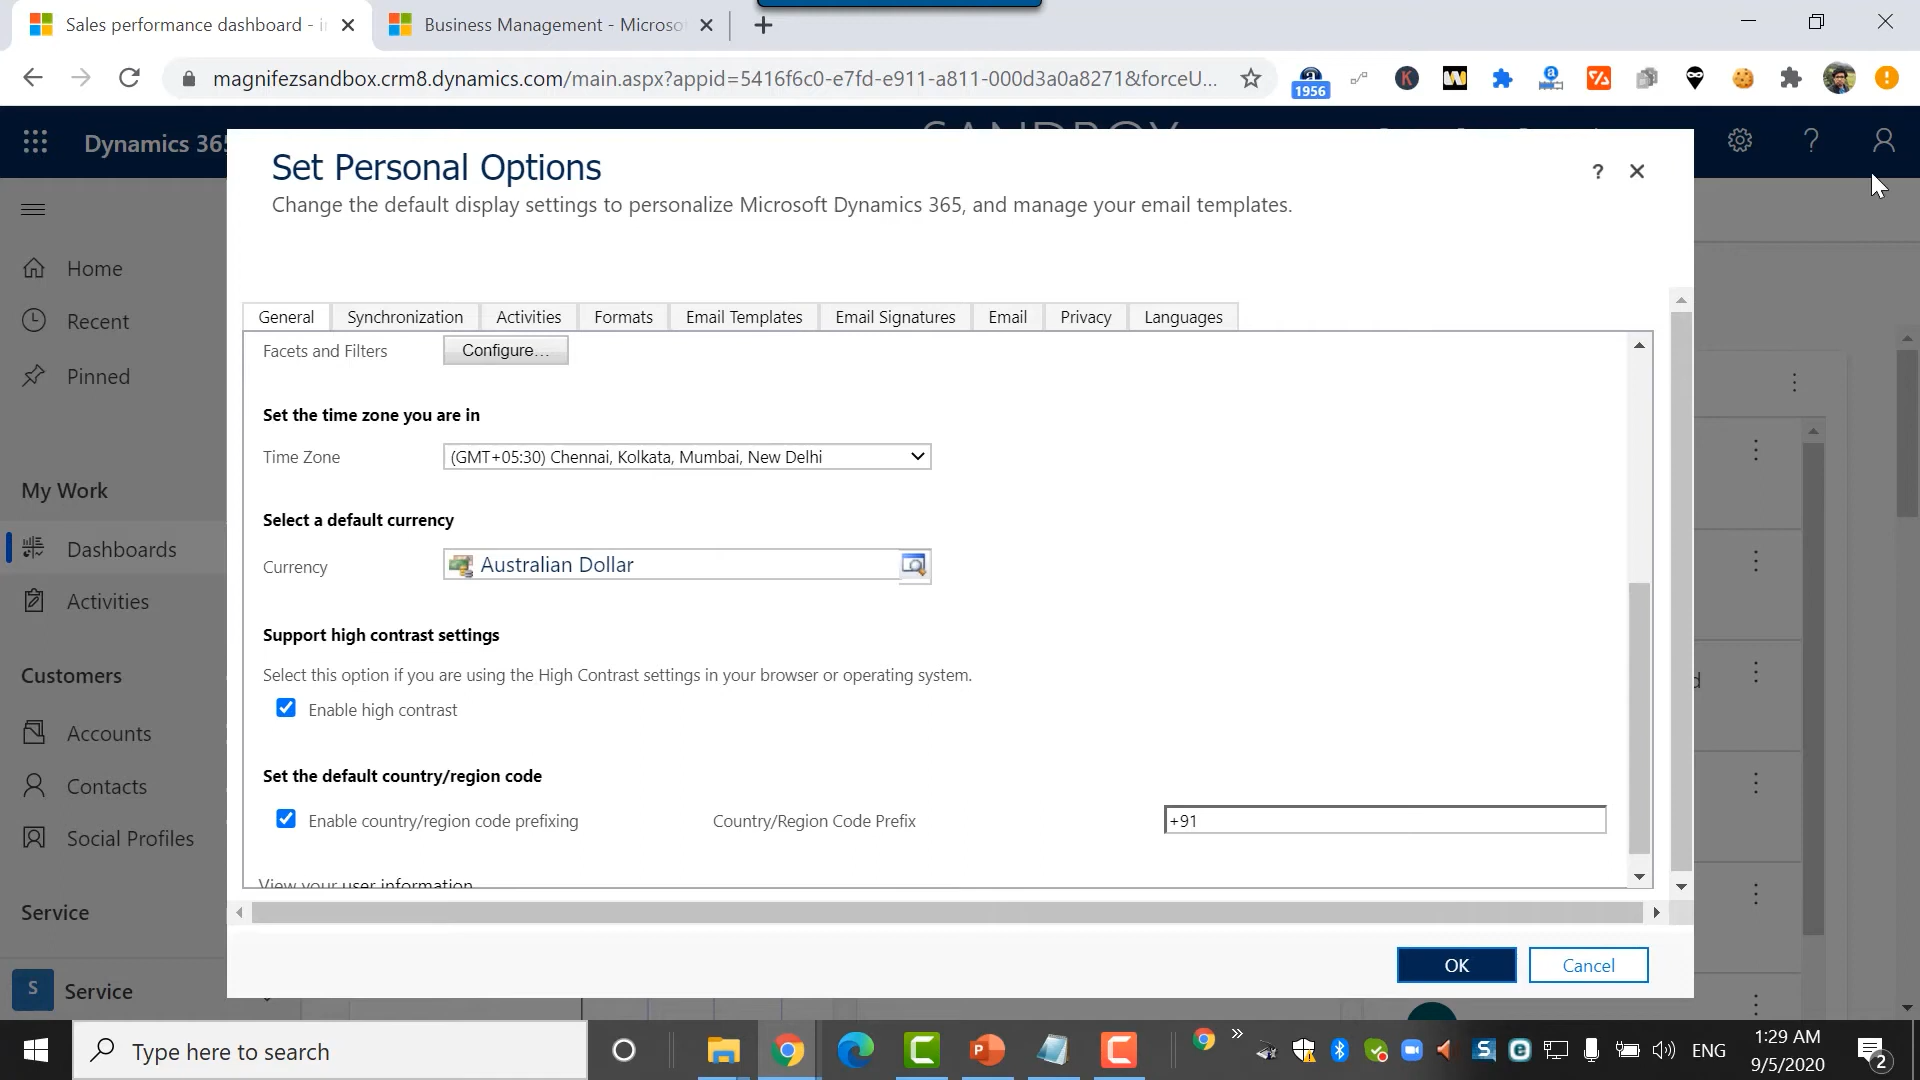 Sales performance dashboard - i
Business Management - Microso
magnifezsandbox.crm8.dynamics.com/main.aspx?appid=5416f6c0-e7fd-e911-a811-000d3a0a8271&forceU...
1956
Dynamics 365
SANDBOX
Set Personal Options
Change the default display settings to personalize Microsoft Dynamics 365, and manage your email templates.
Home
Recent
Pinned
My Work
Dashboards
Activities
Customers
Accounts
Contacts
Social Profiles
Service
S Service
General Synchronization Activities Formats Email Templates Email Signatures Email Privacy Languages
Facets and Filters Configure...
Set the time zone you are in
Time Zone (GMT+05:30) Chennai, Kolkata, Mumbai, New Delhi
Select a default currency
Currency Australian Dollar
Support high contrast settings
Select this option if you are using the High Contrast settings in your browser or operating system.
Enable high contrast
Set the default country/region code
Enable country/region code prefixing Country/Region Code Prefix +91
View your user information
OK Cancel
Type here to search
ENG
1:29 AM
9/5/2020
2